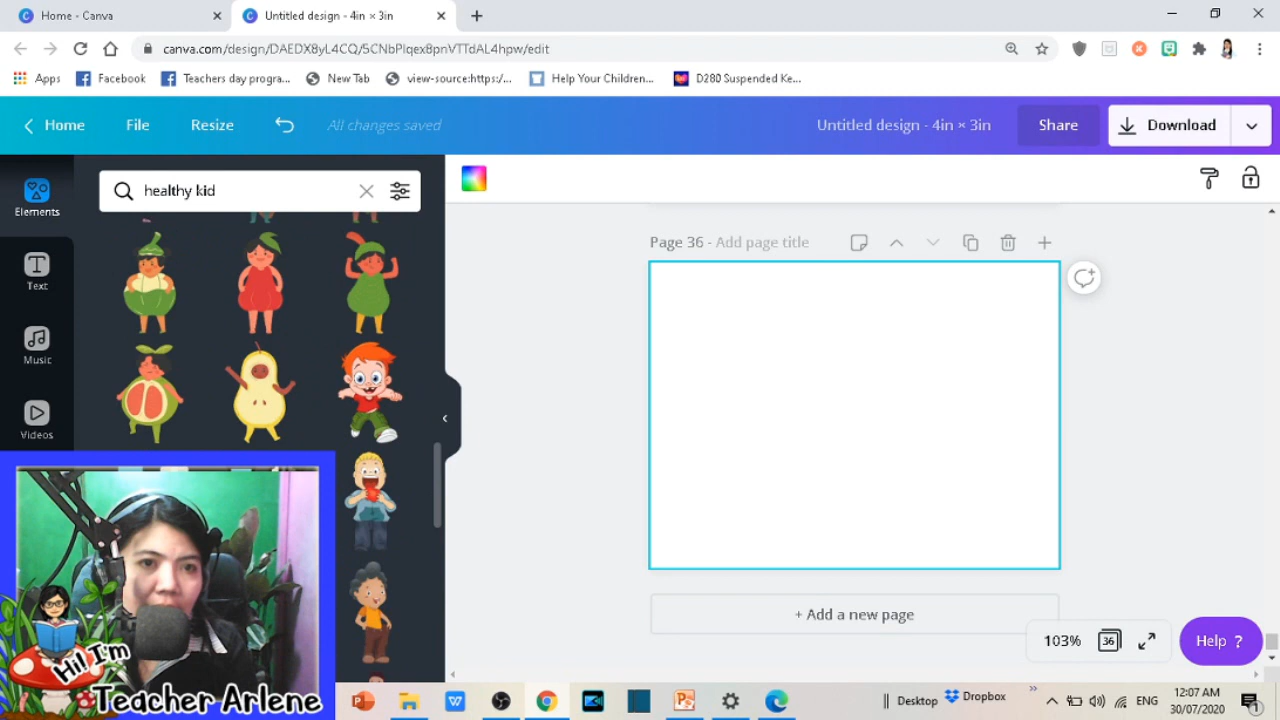 Home - Canva
Untitled design - 4in × 3in
canva.com/design/DAEDX8yL4CQ/5CNbPlqex8pnVTTdAL4hpw/edit
Apps
Facebook
Teachers day progra...
New Tab
view-source:https:/...
Help Your Children...
D280 Suspended Ke...
Home
File
Resize
All changes saved
Untitled design - 4in × 3in
Share
Download
Elements
healthy kid
Text
Music
Videos
Page 36 - Add page title
+ Add a new page
103%
36
Help ?
Hi! I'm
Teacher Arlene
Desktop
Dropbox
ENG
12:07 AM
30/07/2020
1